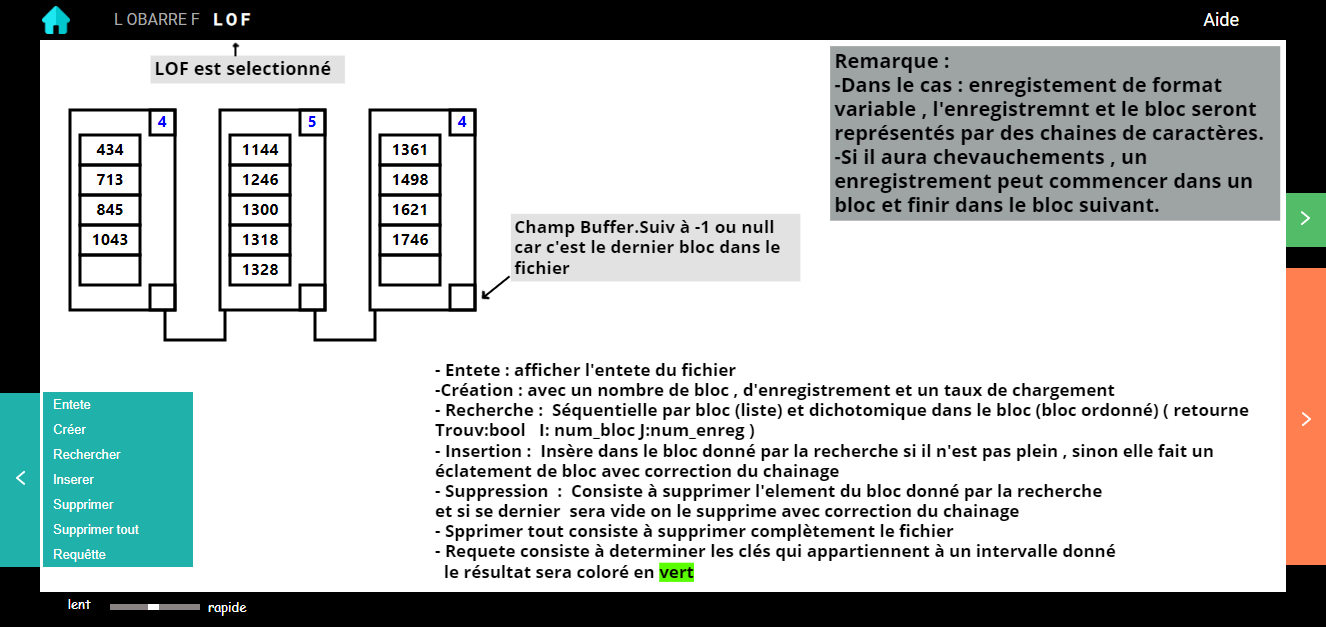 L OBARRE F LOF
Aide
LOF est selectionné
Remarque :
-Dans le cas : enregistement de format
variable , l'enregistremnt et le bloc seront
représentés par des chaines de caractères.
-Si il aura chevauchements , un
enregistrement peut commencer dans un
bloc et finir dans le bloc suivant.
4
434
713
845
1043
5
1144
1246
1300
1318
1328
4
1361
1498
1621
1746
Champ Buffer.Suiv à -1 ou null
car c'est le dernier bloc dans le
fichier
- Entete : afficher l'entete du fichier
-Création : avec un nombre de bloc , d'enregistrement et un taux de chargement
- Recherche : Séquentielle par bloc (liste) et dichotomique dans le bloc (bloc ordonné) ( retourne
Trouv:bool I: num_bloc J:num_enreg )
- Insertion : Insère dans le bloc donné par la recherche si il n'est pas plein , sinon elle fait un
éclatement de bloc avec correction du chainage
- Suppression : Consiste à supprimer l'element du bloc donné par la recherche
et si se dernier sera vide on le supprime avec correction du chainage
- Spprimer tout consiste à supprimer complètement le fichier
- Requete consiste à determiner les clés qui appartiennent à un intervalle donné
le résultat sera coloré en vert
Entete
Créer
Rechercher
Inserer
Supprimer
Supprimer tout
Requêtte
lent
rapide